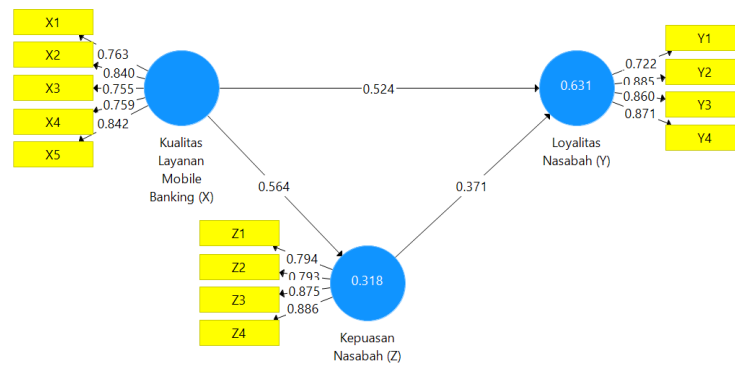 X1
X2
X3
X4
X5
0.763
0.840
0.755
0.759
0.842
Kualitas
Layanan
Mobile
Banking (X)
0.524
0.564
0.371
0.631
Loyalitas
Nasabah (Y)
0.722
0.885
0.860
0.871
Y1
Y2
Y3
Y4
Z1
Z2
Z3
Z4
0.794
0.793
0.875
0.886
0.318
Kepuasan
Nasabah (Z)